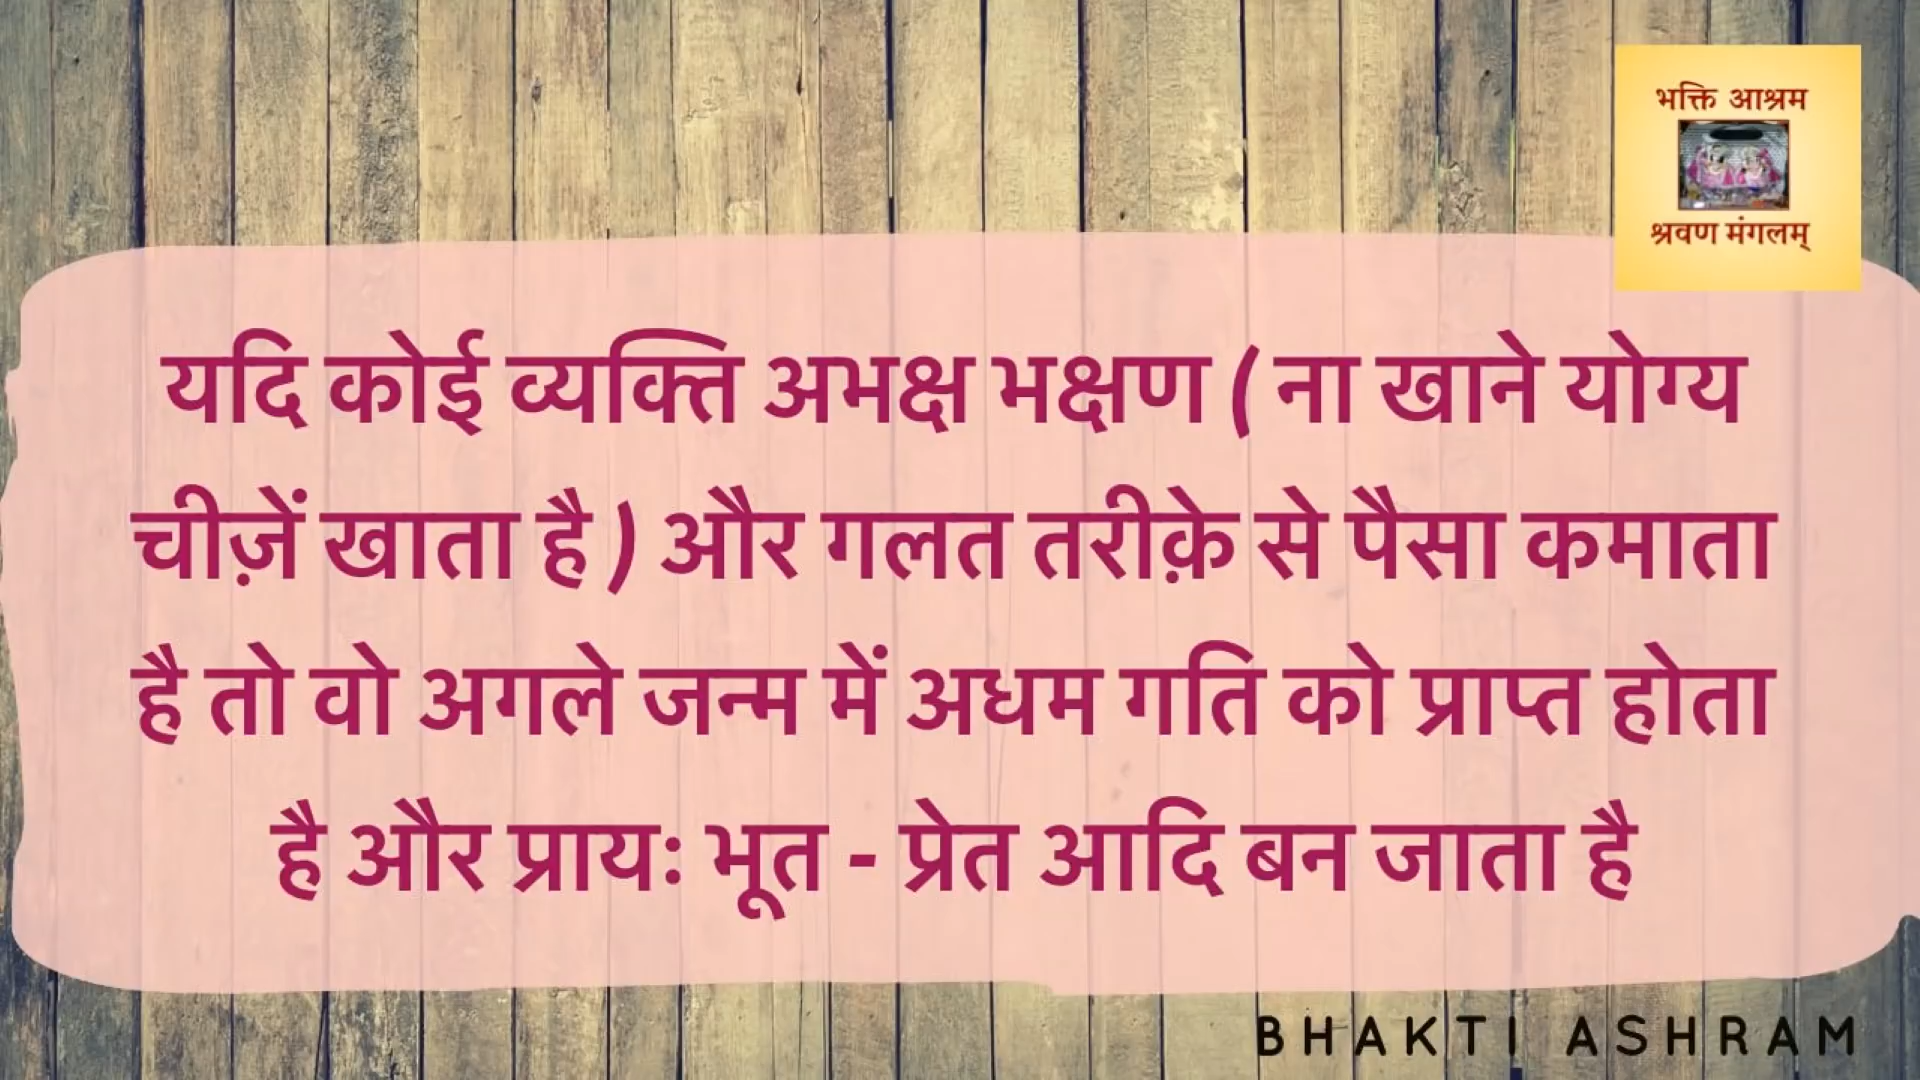 भक्ति आश्रम
श्रवण मंगलम्
यदि कोई व्यक्ति अभक्ष भक्षण ( ना खाने योग्य
चीज़ें खाता है ) और गलत तरीक़े से पैसा कमाता
है तो वो अगले जन्म में अधम गति को प्राप्त होता
है और प्रायः भूत - प्रेत आदि बन जाता है
BHAKTI ASHRAM